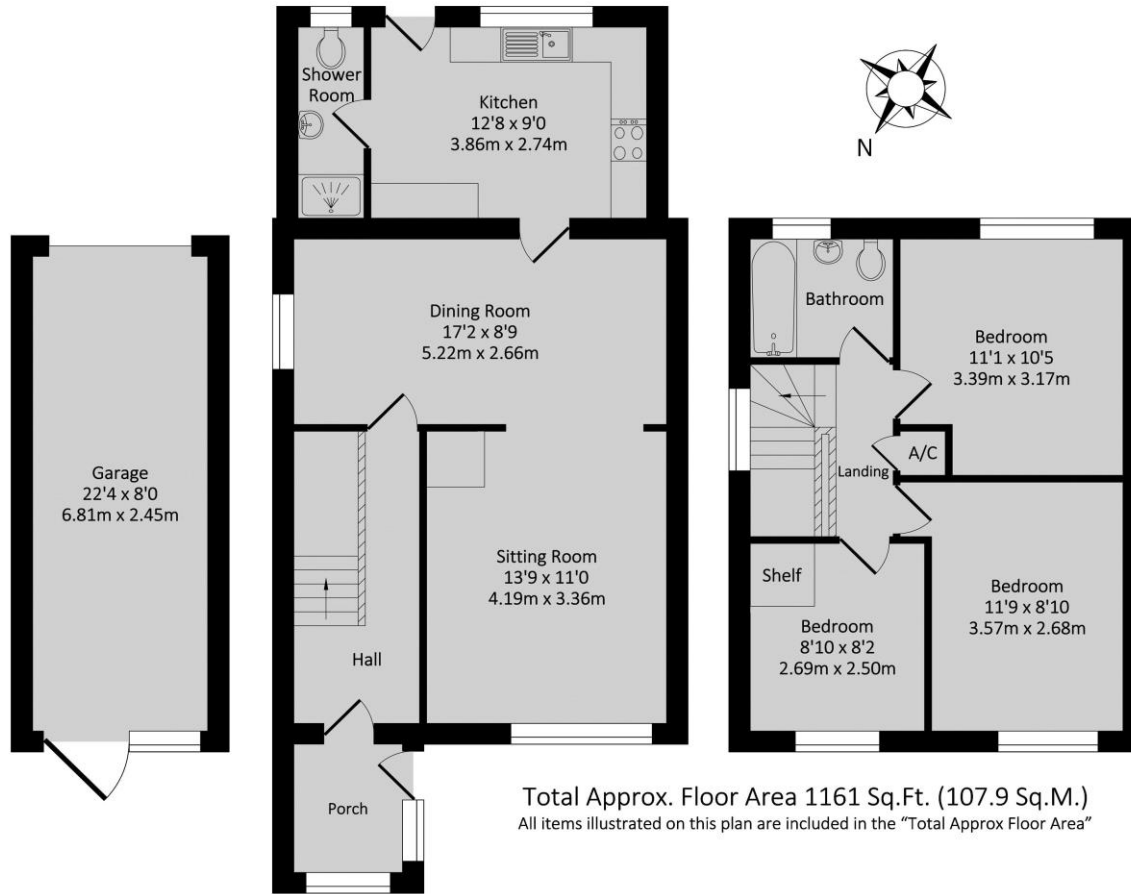 Shower
Room
Kitchen
12'8 x 9'0
3.86m x 2.74m
N
Dining Room
17'2 x 8'9
5.22m x 2.66m
Garage
22'4 x 8'0
6.81m x 2.45m
Sitting Room
13'9 x 11'0
4.19m x 3.36m
Hall
Porch
Bathroom
Bedroom
11'1 x 10'5
3.39m x 3.17m
A/C
Landing
Shelf
Bedroom
8'10 x 8'2
2.69m x 2.50m
Bedroom
11'9 x 8'10
3.57m x 2.68m
Total Approx. Floor Area 1161 Sq.Ft. (107.9 Sq.M.)
All items illustrated on this plan are included in the “Total Approx Floor Area”